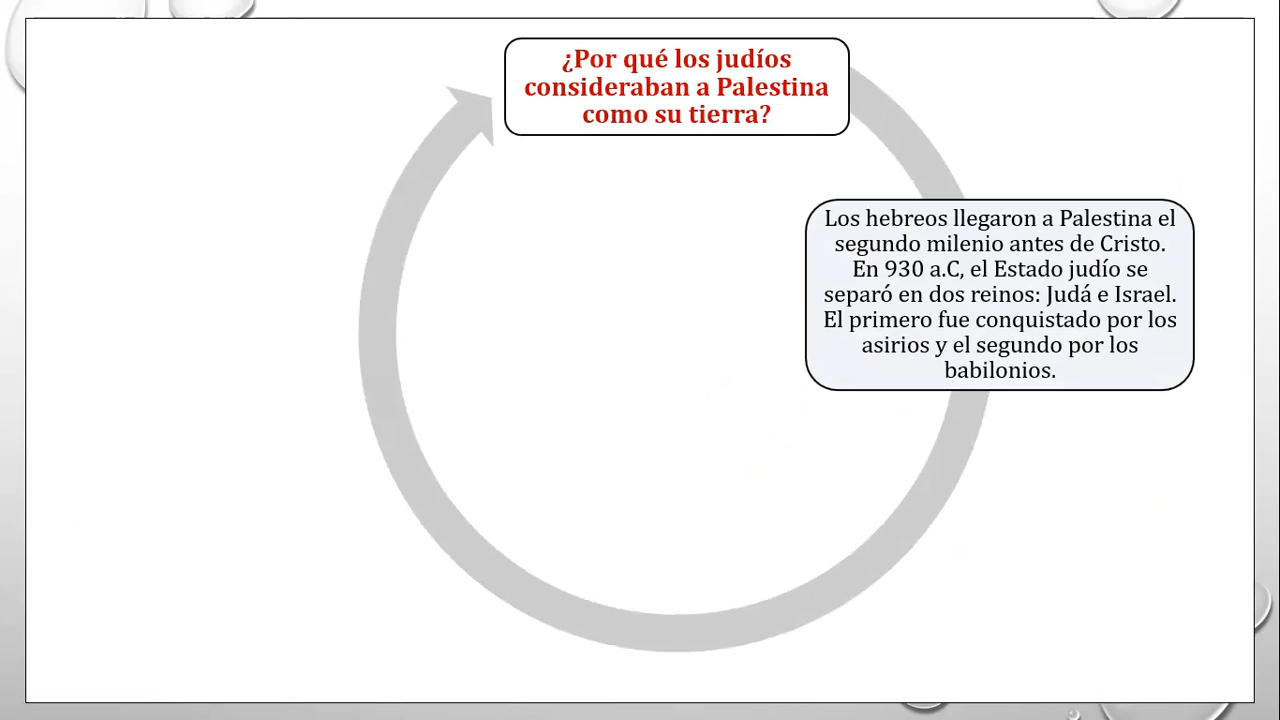 ¿Por qué los judíos
consideraban a Palestina
como su tierra?
Los hebreos llegaron a Palestina el
segundo milenio antes de Cristo.
En 930 a.C, el Estado judío se
separó en dos reinos: Judá e Israel.
El primero fue conquistado por los
asirios y el segundo por los
babilonios.